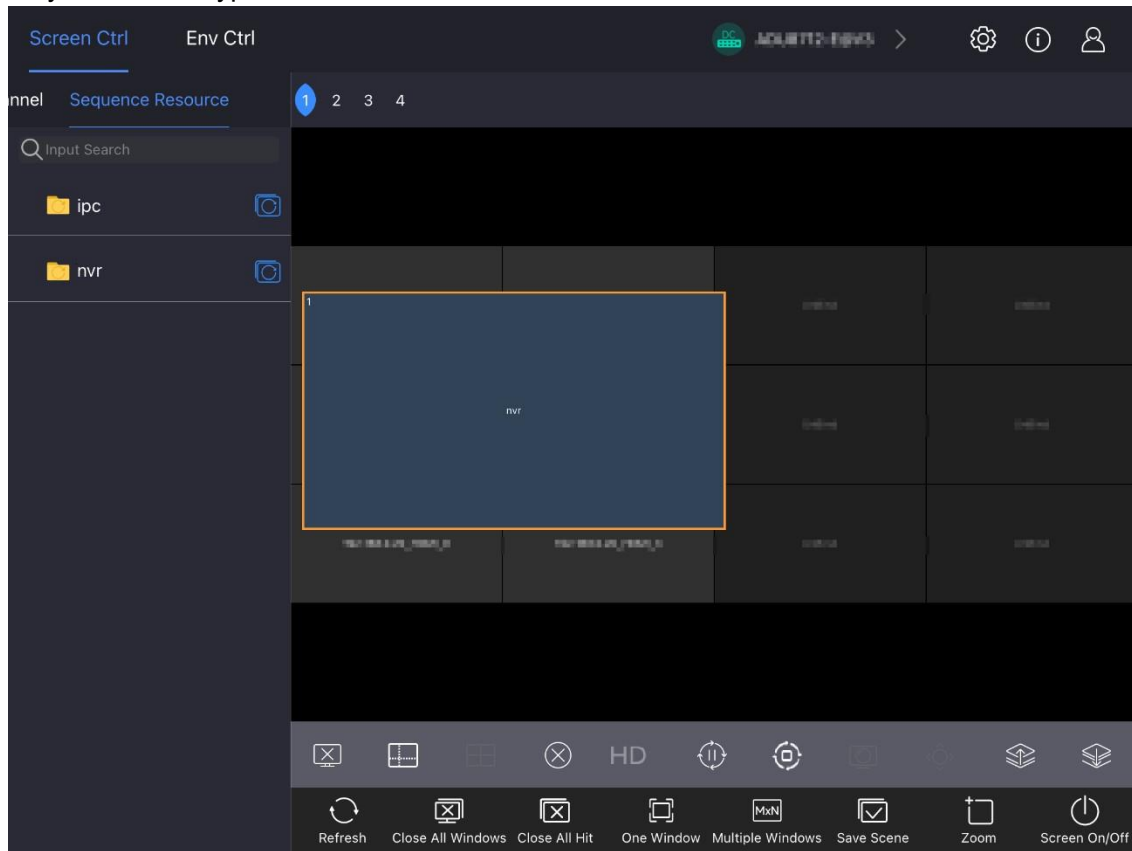 Screen Ctrl Env Ctrl
DC
nnel Sequence Resource 1 2 3 4
Input Search
ipc
nvr
1
nvr
HD
MxN
Refresh Close All Windows Close All Hit One Window Multiple Windows Save Scene Zoom Screen On/Off